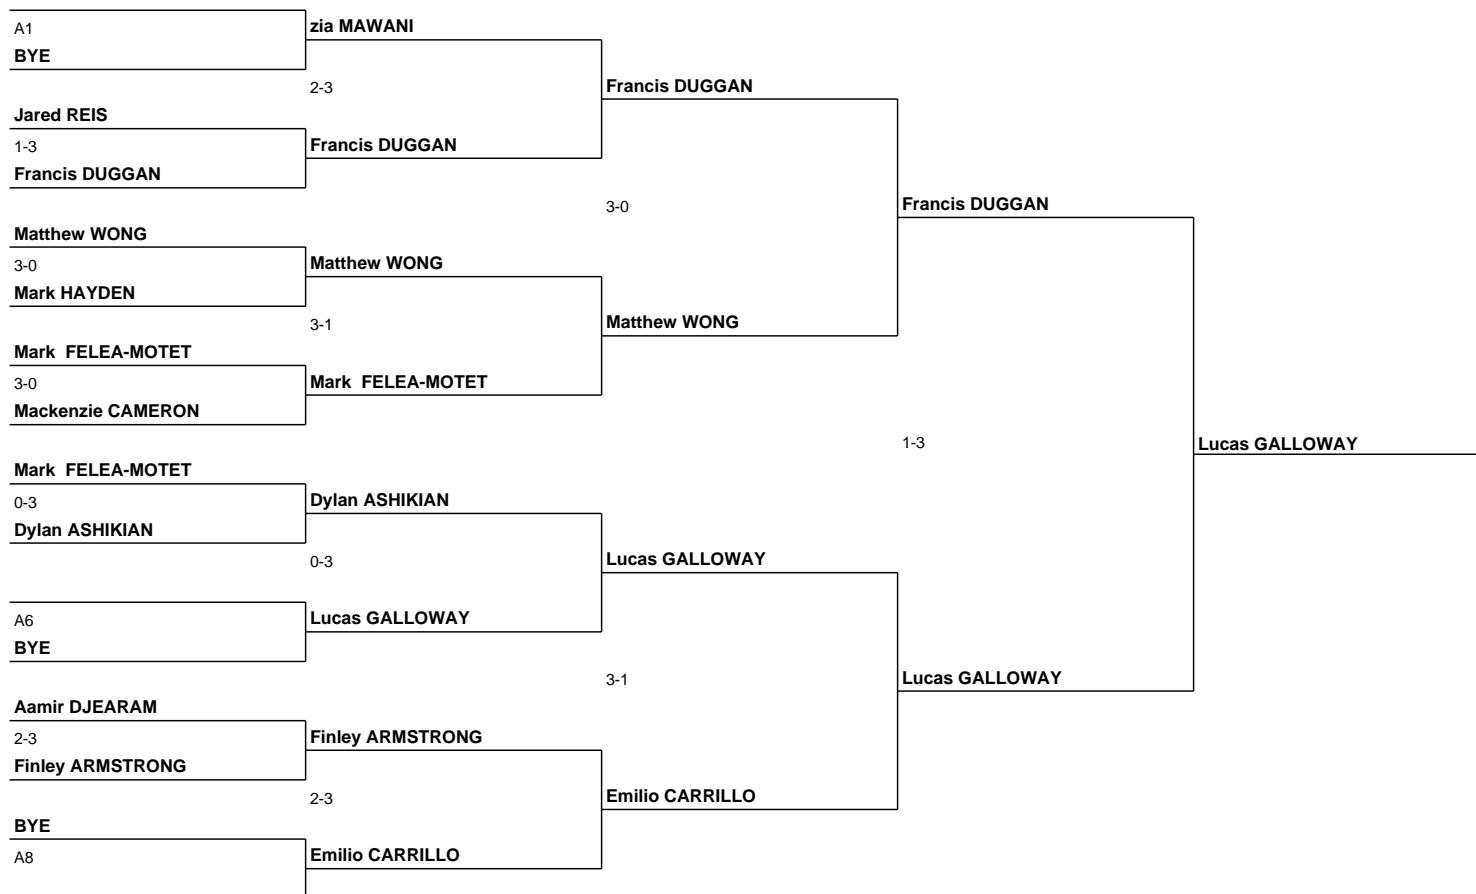 A1
BYE
Jared REIS
1-3
Francis DUGGAN
Matthew WONG
3-0
Mark HAYDEN
Mark  FELEA-MOTET
3-0
Mackenzie CAMERON
Mark  FELEA-MOTET
0-3
Dylan ASHIKIAN
A6
BYE
Aamir DJEARAM
2-3
Finley ARMSTRONG
BYE
A8
zia MAWANI
2-3
Francis DUGGAN
Matthew WONG
3-1
Mark  FELEA-MOTET
Dylan ASHIKIAN
0-3
Lucas GALLOWAY
Finley ARMSTRONG
2-3
Emilio CARRILLO
Francis DUGGAN
3-0
Matthew WONG
Lucas GALLOWAY
3-1
Emilio CARRILLO
Francis DUGGAN
1-3
Lucas GALLOWAY
Lucas GALLOWAY